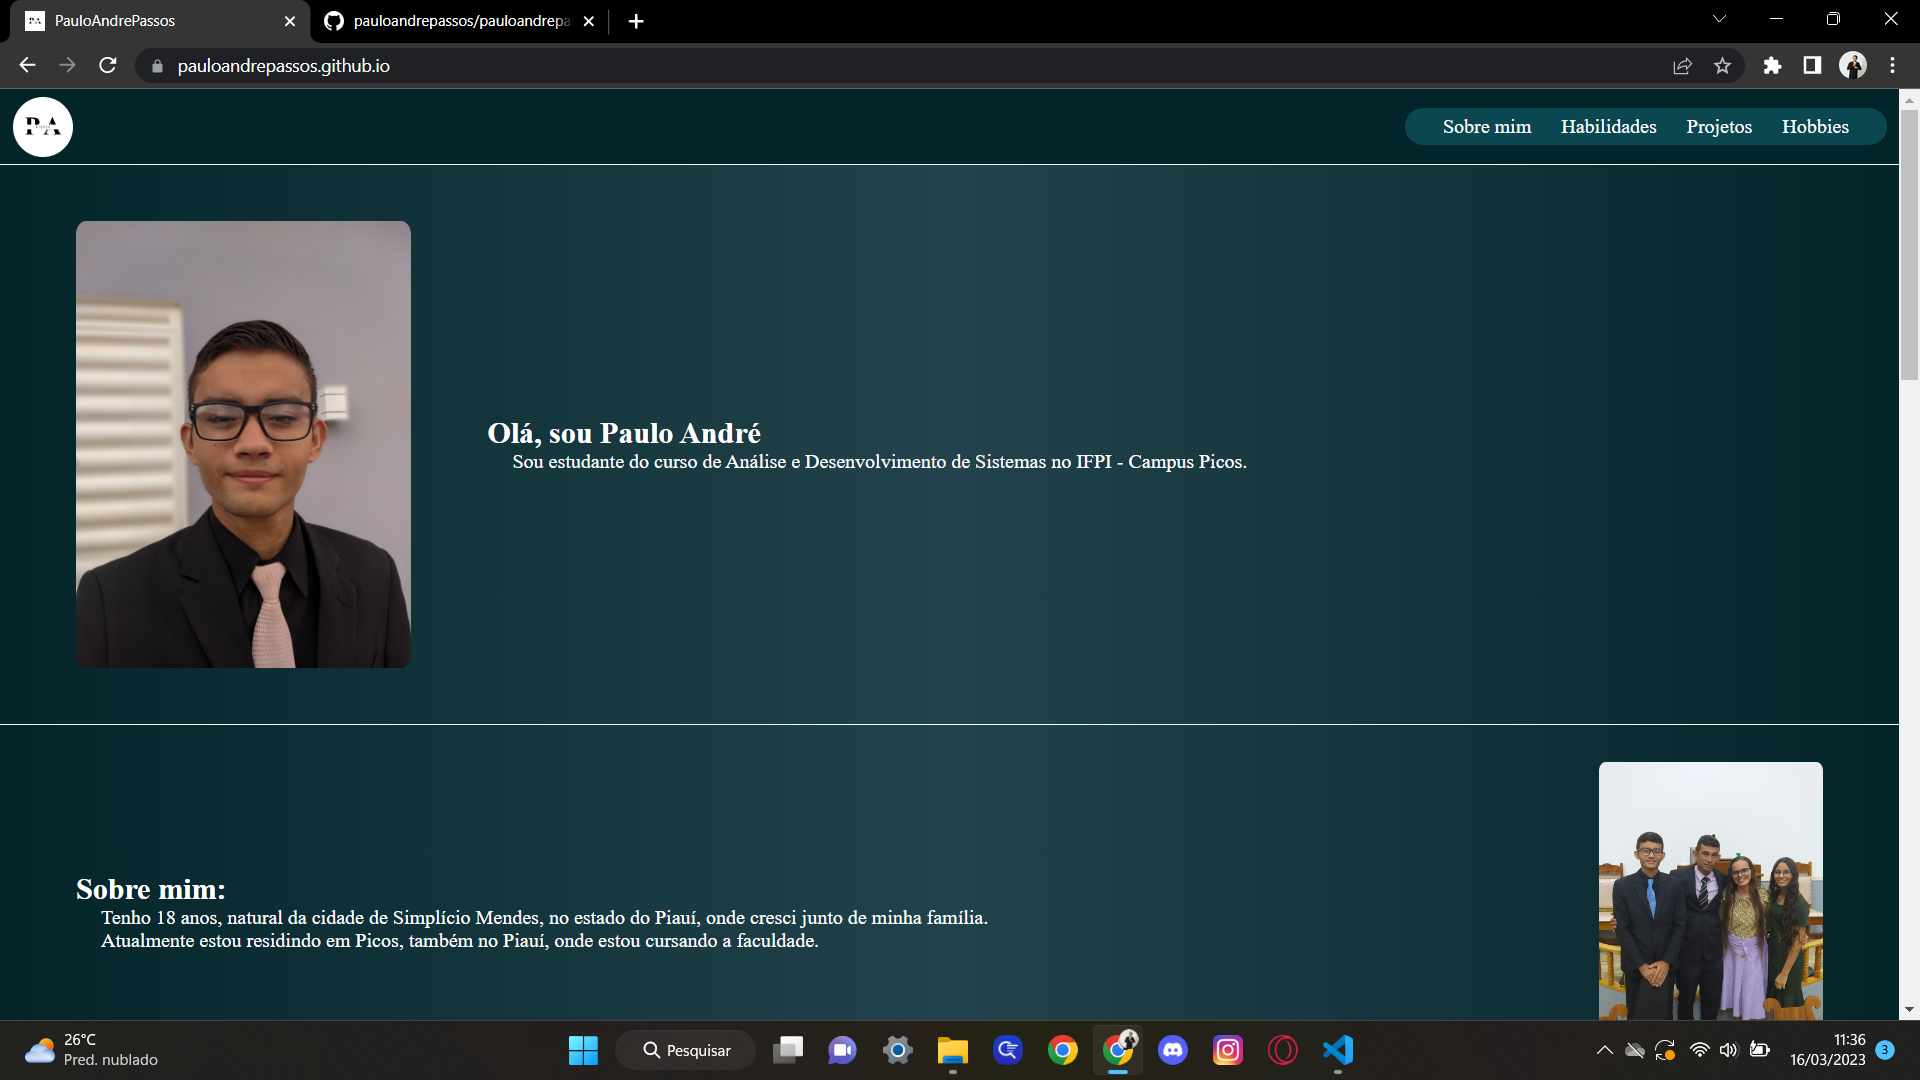 PauloAndrePassos
pauloandrepassos/pauloandrepa
pauloandrepassos.github.io
PA
Sobre mim
Habilidades
Projetos
Hobbies
Olá, sou Paulo André
Sou estudante do curso de Análise e Desenvolvimento de Sistemas no IFPI - Campus Picos.
Sobre mim:
Tenho 18 anos, natural da cidade de Simplício Mendes, no estado do Piauí, onde cresci junto de minha família.
Atualmente estou residindo em Picos, também no Piauí, onde estou cursando a faculdade.
26°C
Pred. nublado
Pesquisar
11:36
16/03/2023
3